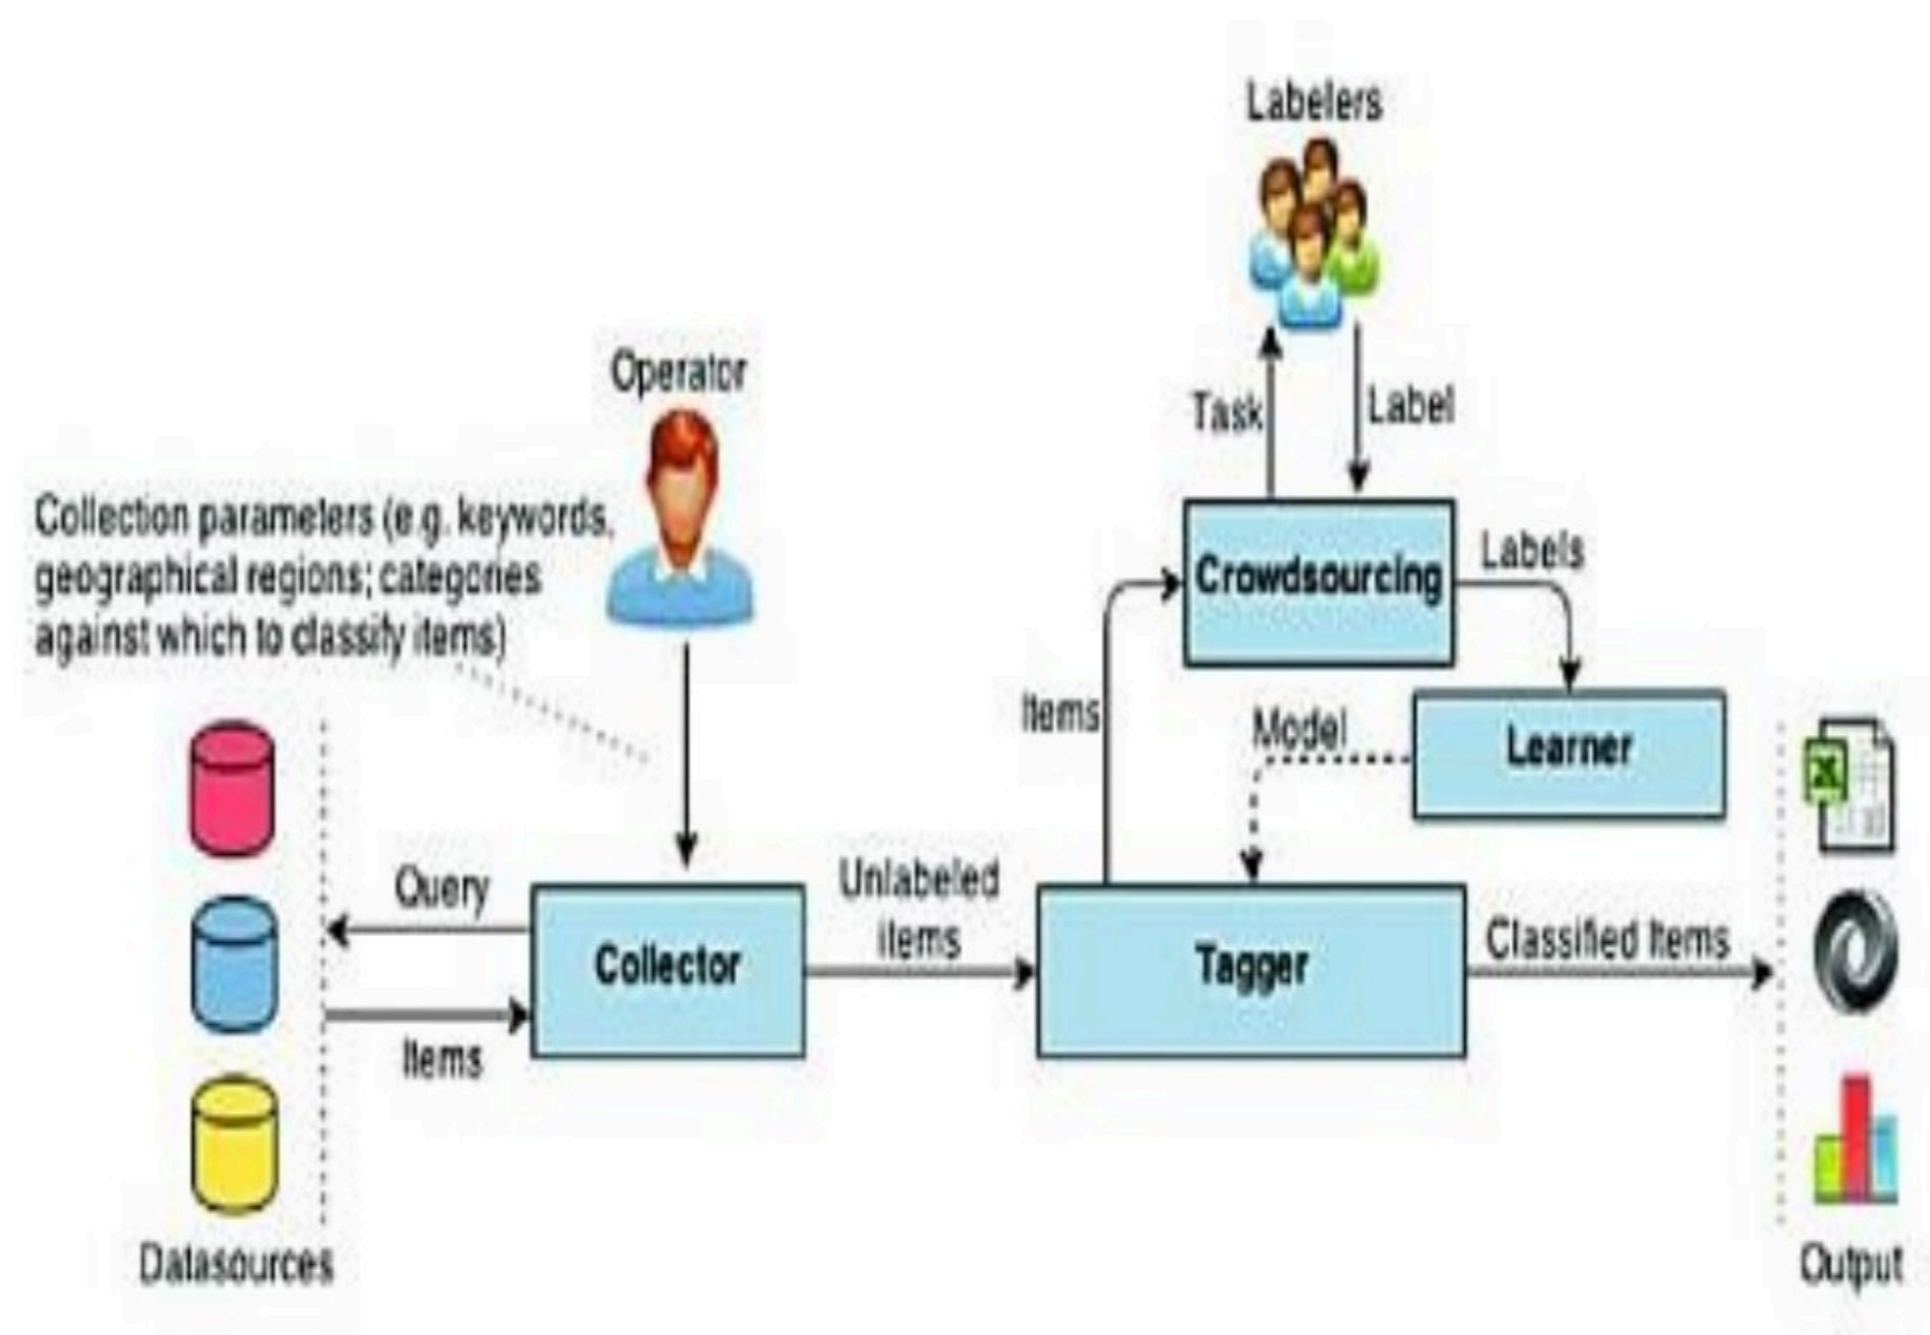 Labelers
Operator
Task
Label
Collection parameters (e.g. keywords,
geographical regions; categories
against which to classify items)
Crowdsourcing
Labels
Items
Model
Learner
Query
Unlabeled
items
Collector
Tagger
Classified Items
Items
Datasources
Output